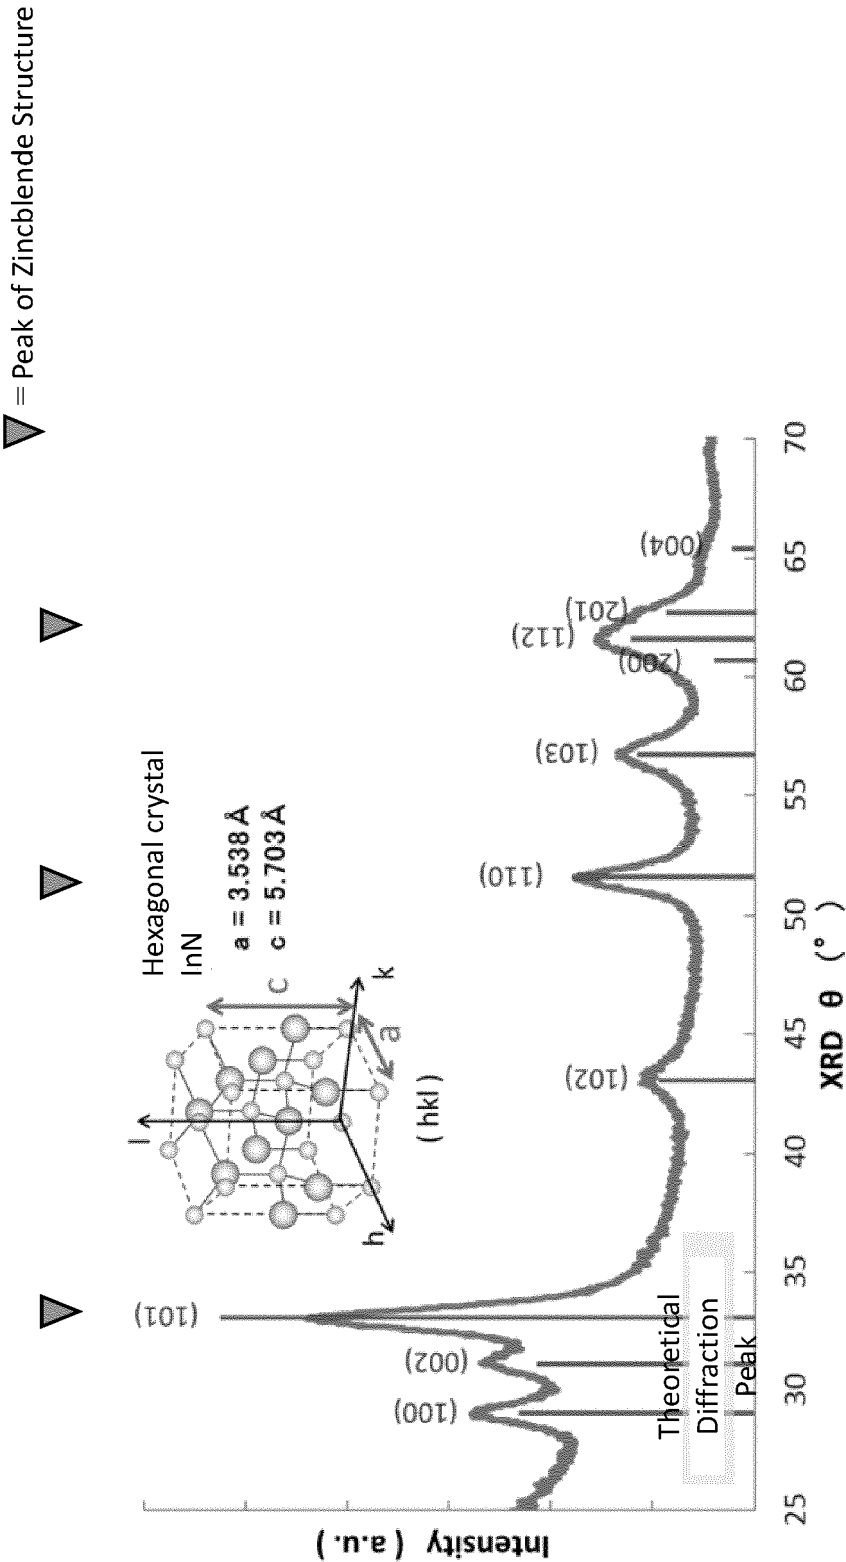 ▽ = Peak of Zincblende Structure
Hexagonal crystal
InN
a = 3.538 Å
c = 5.703 Å
l
c
k
a
h
( hkl )
(100)
(002)
(101)
(102)
(110)
(103)
(200)
(112)
(201)
(004)
Theoretical
Diffraction
Peak
Intensity ( a.u. )
25 30 35 40 45 50 55 60 65 70
XRD θ (°)